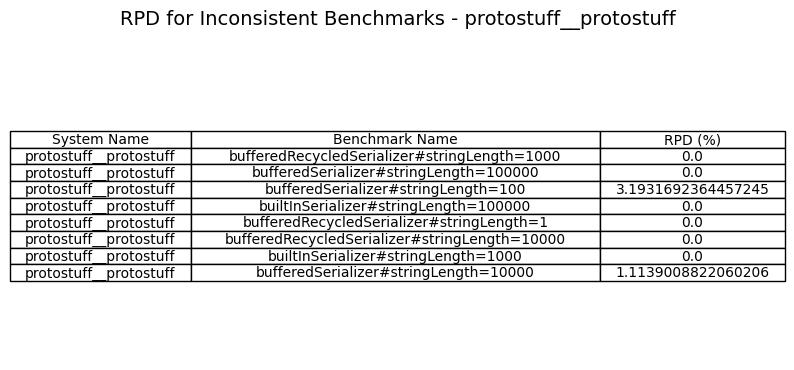 RPD for Inconsistent Benchmarks - protostuff__protostuff
System Name Benchmark Name RPD (%)
protostuff__protostuff bufferedRecycledSerializer#stringLength=1000 0.0
protostuff__protostuff bufferedSerializer#stringLength=100000 0.0
protostuff__protostuff bufferedSerializer#stringLength=100 3.1931692364457245
protostuff__protostuff builtInSerializer#stringLength=100000 0.0
protostuff__protostuff bufferedRecycledSerializer#stringLength=1 0.0
protostuff__protostuff bufferedRecycledSerializer#stringLength=10000 0.0
protostuff__protostuff builtInSerializer#stringLength=1000 0.0
protostuff__protostuff bufferedSerializer#stringLength=10000 1.1139008822060206